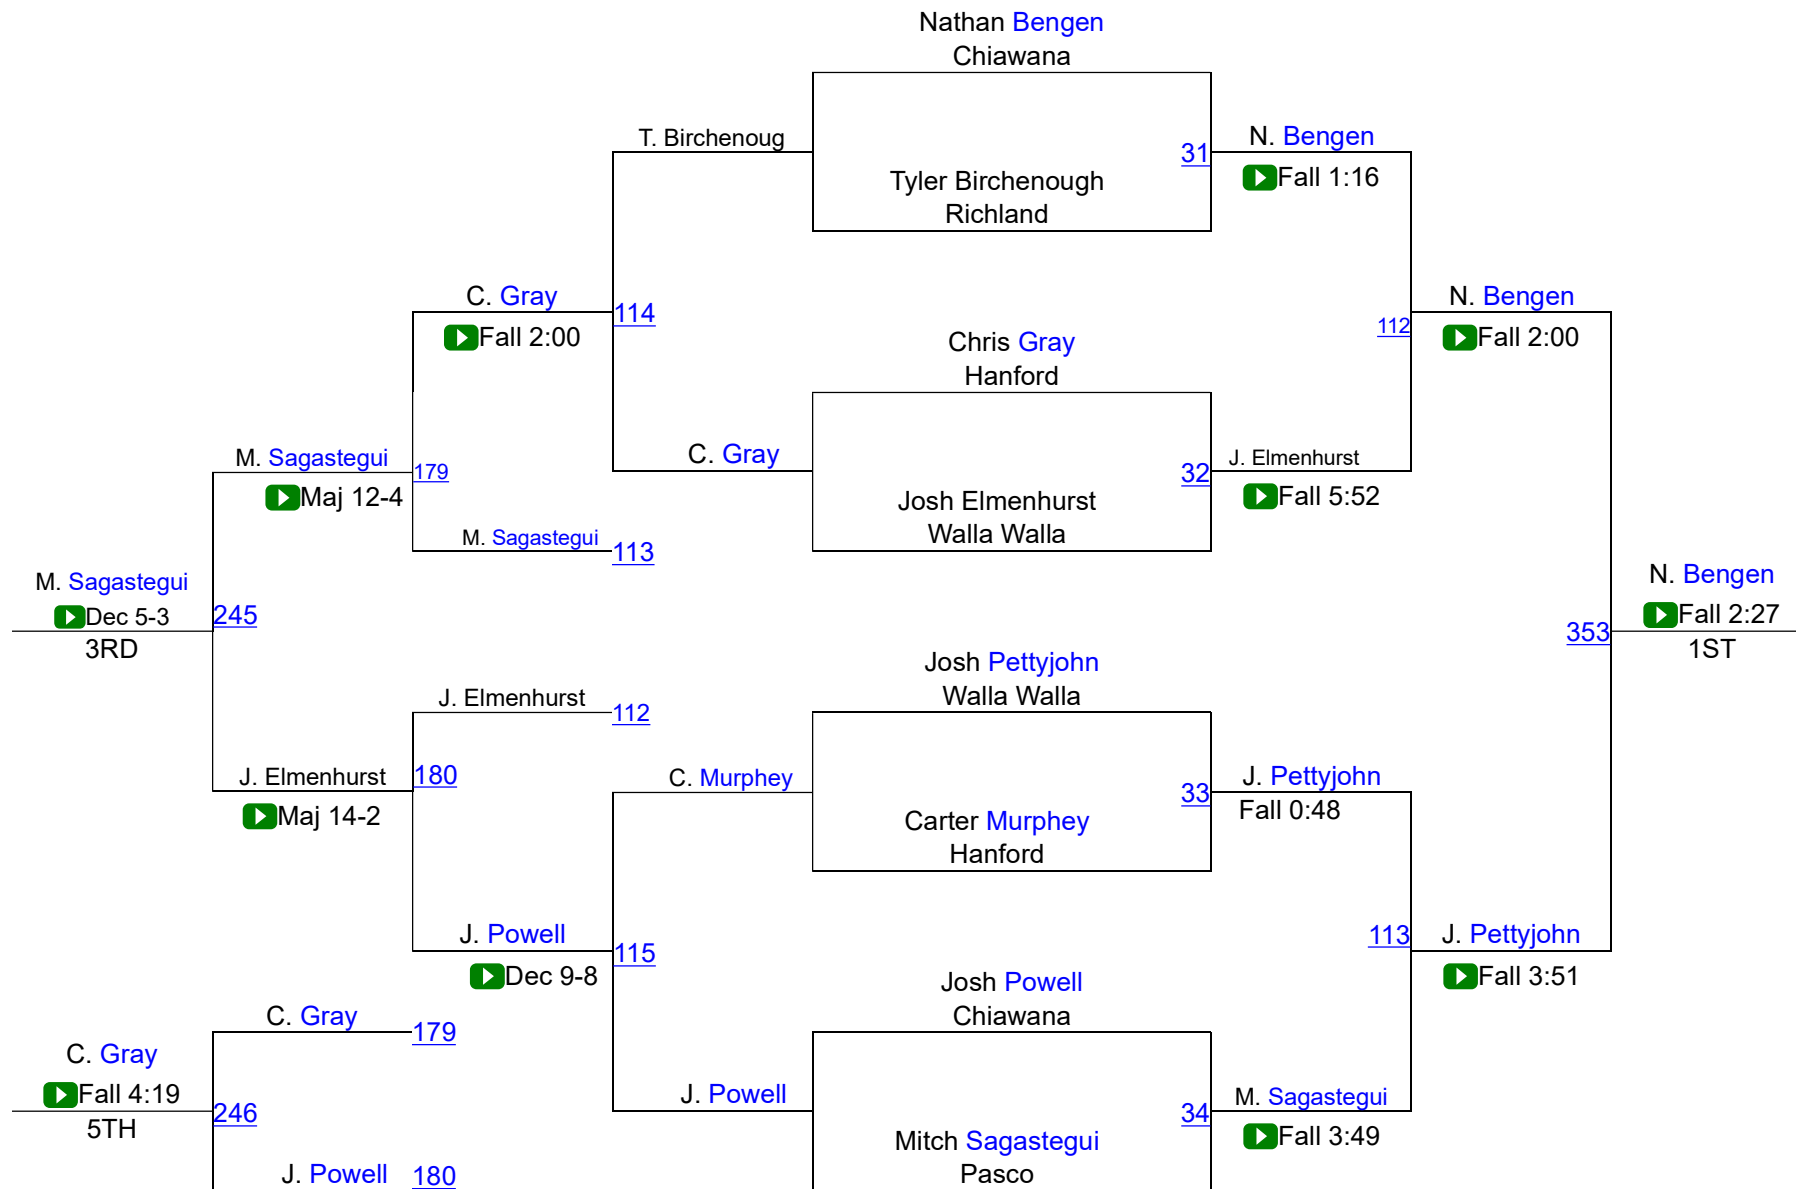 Nathan Bengen
Chiawana
T. Birchenoug
31
N. Bengen
Fall 1:16
Tyler Birchenough
Richland
C. Gray
Fall 2:00
114
112
N. Bengen
Fall 2:00
Chris Gray
Hanford
M. Sagastegui
Maj 12-4
179
C. Gray
32
J. Elmenhurst
Fall 5:52
Josh Elmenhurst
Walla Walla
M. Sagastegui
113
M. Sagastegui
Dec 5-3
3RD
245
353
N. Bengen
Fall 2:27
1ST
Josh Pettyjohn
Walla Walla
J. Elmenhurst
112
J. Elmenhurst
Maj 14-2
180
C. Murphey
33
J. Pettyjohn
Fall 0:48
Carter Murphey
Hanford
J. Powell
Dec 9-8
115
113
J. Pettyjohn
Fall 3:51
Josh Powell
Chiawana
C. Gray
179
C. Gray
Fall 4:19
5TH
246
J. Powell
34
M. Sagastegui
Fall 3:49
Mitch Sagastegui
Pasco
J. Powell
180